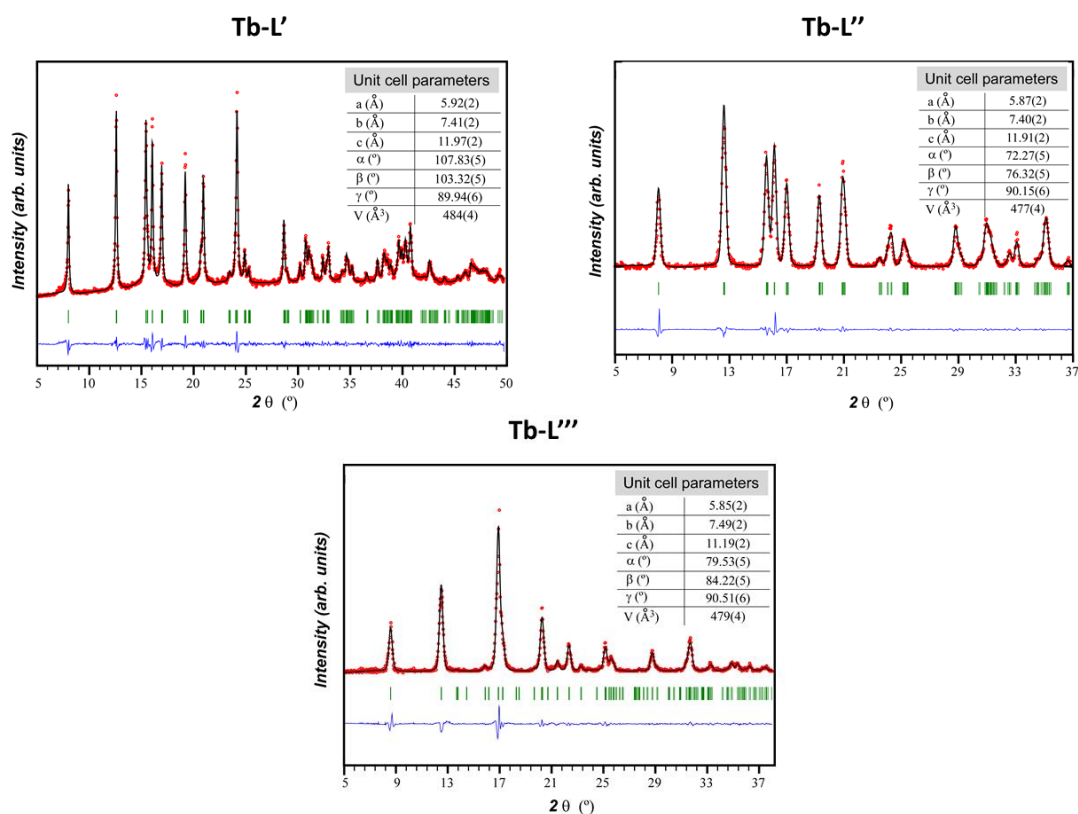 Tb-L’
Intensity (arb. units)
Unit cell parameters
a (Å) 5.92(2)
b (Å) 7.41(2)
c (Å) 11.97(2)
α (º) 107.83(5)
β (º) 103.32(5)
γ (º) 89.94(6)
V (Å³) 484(4)
5 10 15 20 25 30 35 40 45 50
2 θ (º)
Tb-L’’
Intensity (arb. units)
Unit cell parameters
a (Å) 5.87(2)
b (Å) 7.40(2)
c (Å) 11.91(2)
α (º) 72.27(5)
β (º) 76.32(5)
γ (º) 90.15(6)
V (Å³) 477(4)
5 9 13 17 21 25 29 33 37
2 θ (º)
Tb-L’’’
Intensity (arb. units)
Unit cell parameters
a (Å) 5.85(2)
b (Å) 7.49(2)
c (Å) 11.19(2)
α (º) 79.53(5)
β (º) 84.22(5)
γ (º) 90.51(6)
V (Å³) 479(4)
5 9 13 17 21 25 29 33 37
2 θ (º)